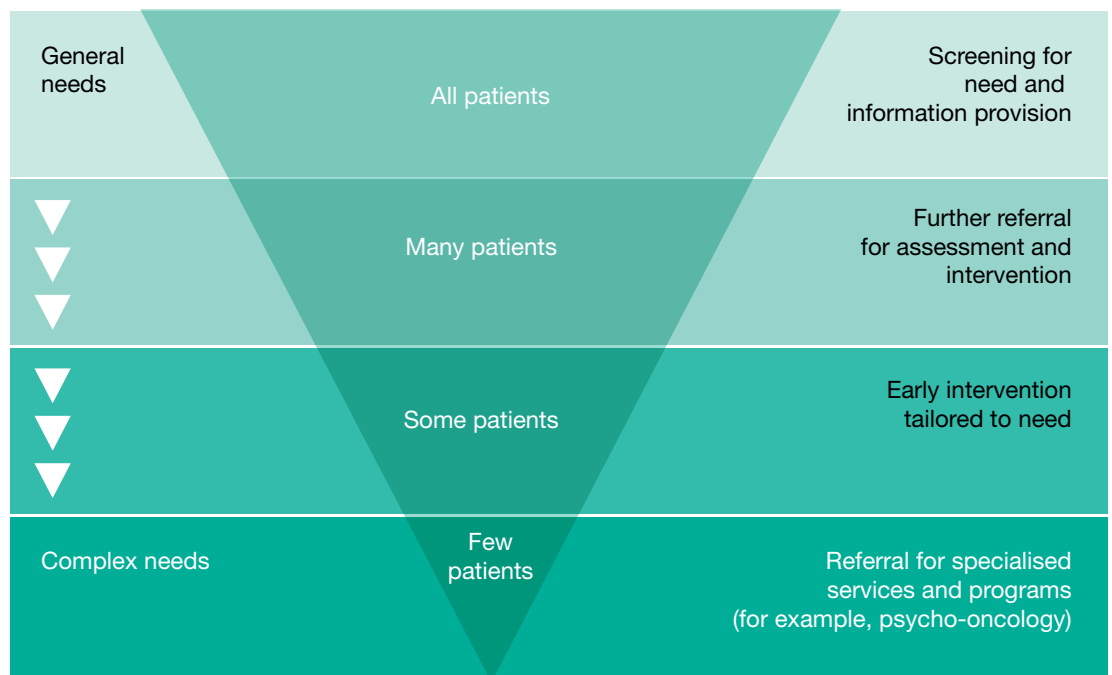 General
needs
All patients
Screening for
need and
information provision
Many patients
Further referral
for assessment and
intervention
Some patients
Early intervention
tailored to need
Complex needs
Few
patients
Referral for specialised
services and programs
(for example, psycho-oncology)